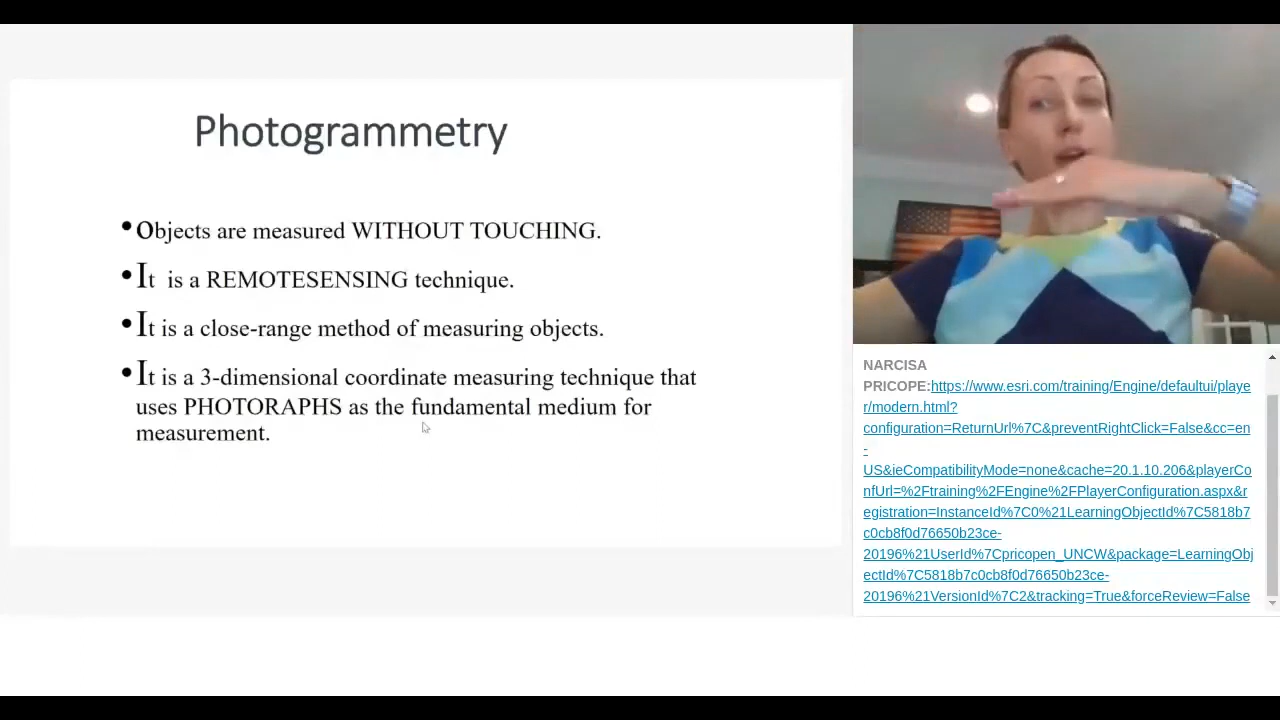 Photogrammetry
• Objects are measured WITHOUT TOUCHING.
• It is a REMOTESENSING technique.
• It is a close-range method of measuring objects.
• It is a 3-dimensional coordinate measuring technique that
uses PHOTORAPHS as the fundamental medium for
measurement.
NARCISA
PRICOPE:https://www.esri.com/training/Engine/defaultui/playe
r/modern.html?
configuration=ReturnUrl%7C&preventRightClick=False&cc=en
-
US&ieCompatibilityMode=none&cache=20.1.10.206&playerCo
nfUrl=%2Ftraining%2FEngine%2FPlayerConfiguration.aspx&r
egistration=InstanceId%7C0%21LearningObjectId%7C5818b7
c0cb8f0d76650b23ce-
20196%21UserId%7Cpricopen_UNCW&package=LearningObj
ectId%7C5818b7c0cb8f0d76650b23ce-
20196%21VersionId%7C2&tracking=True&forceReview=False